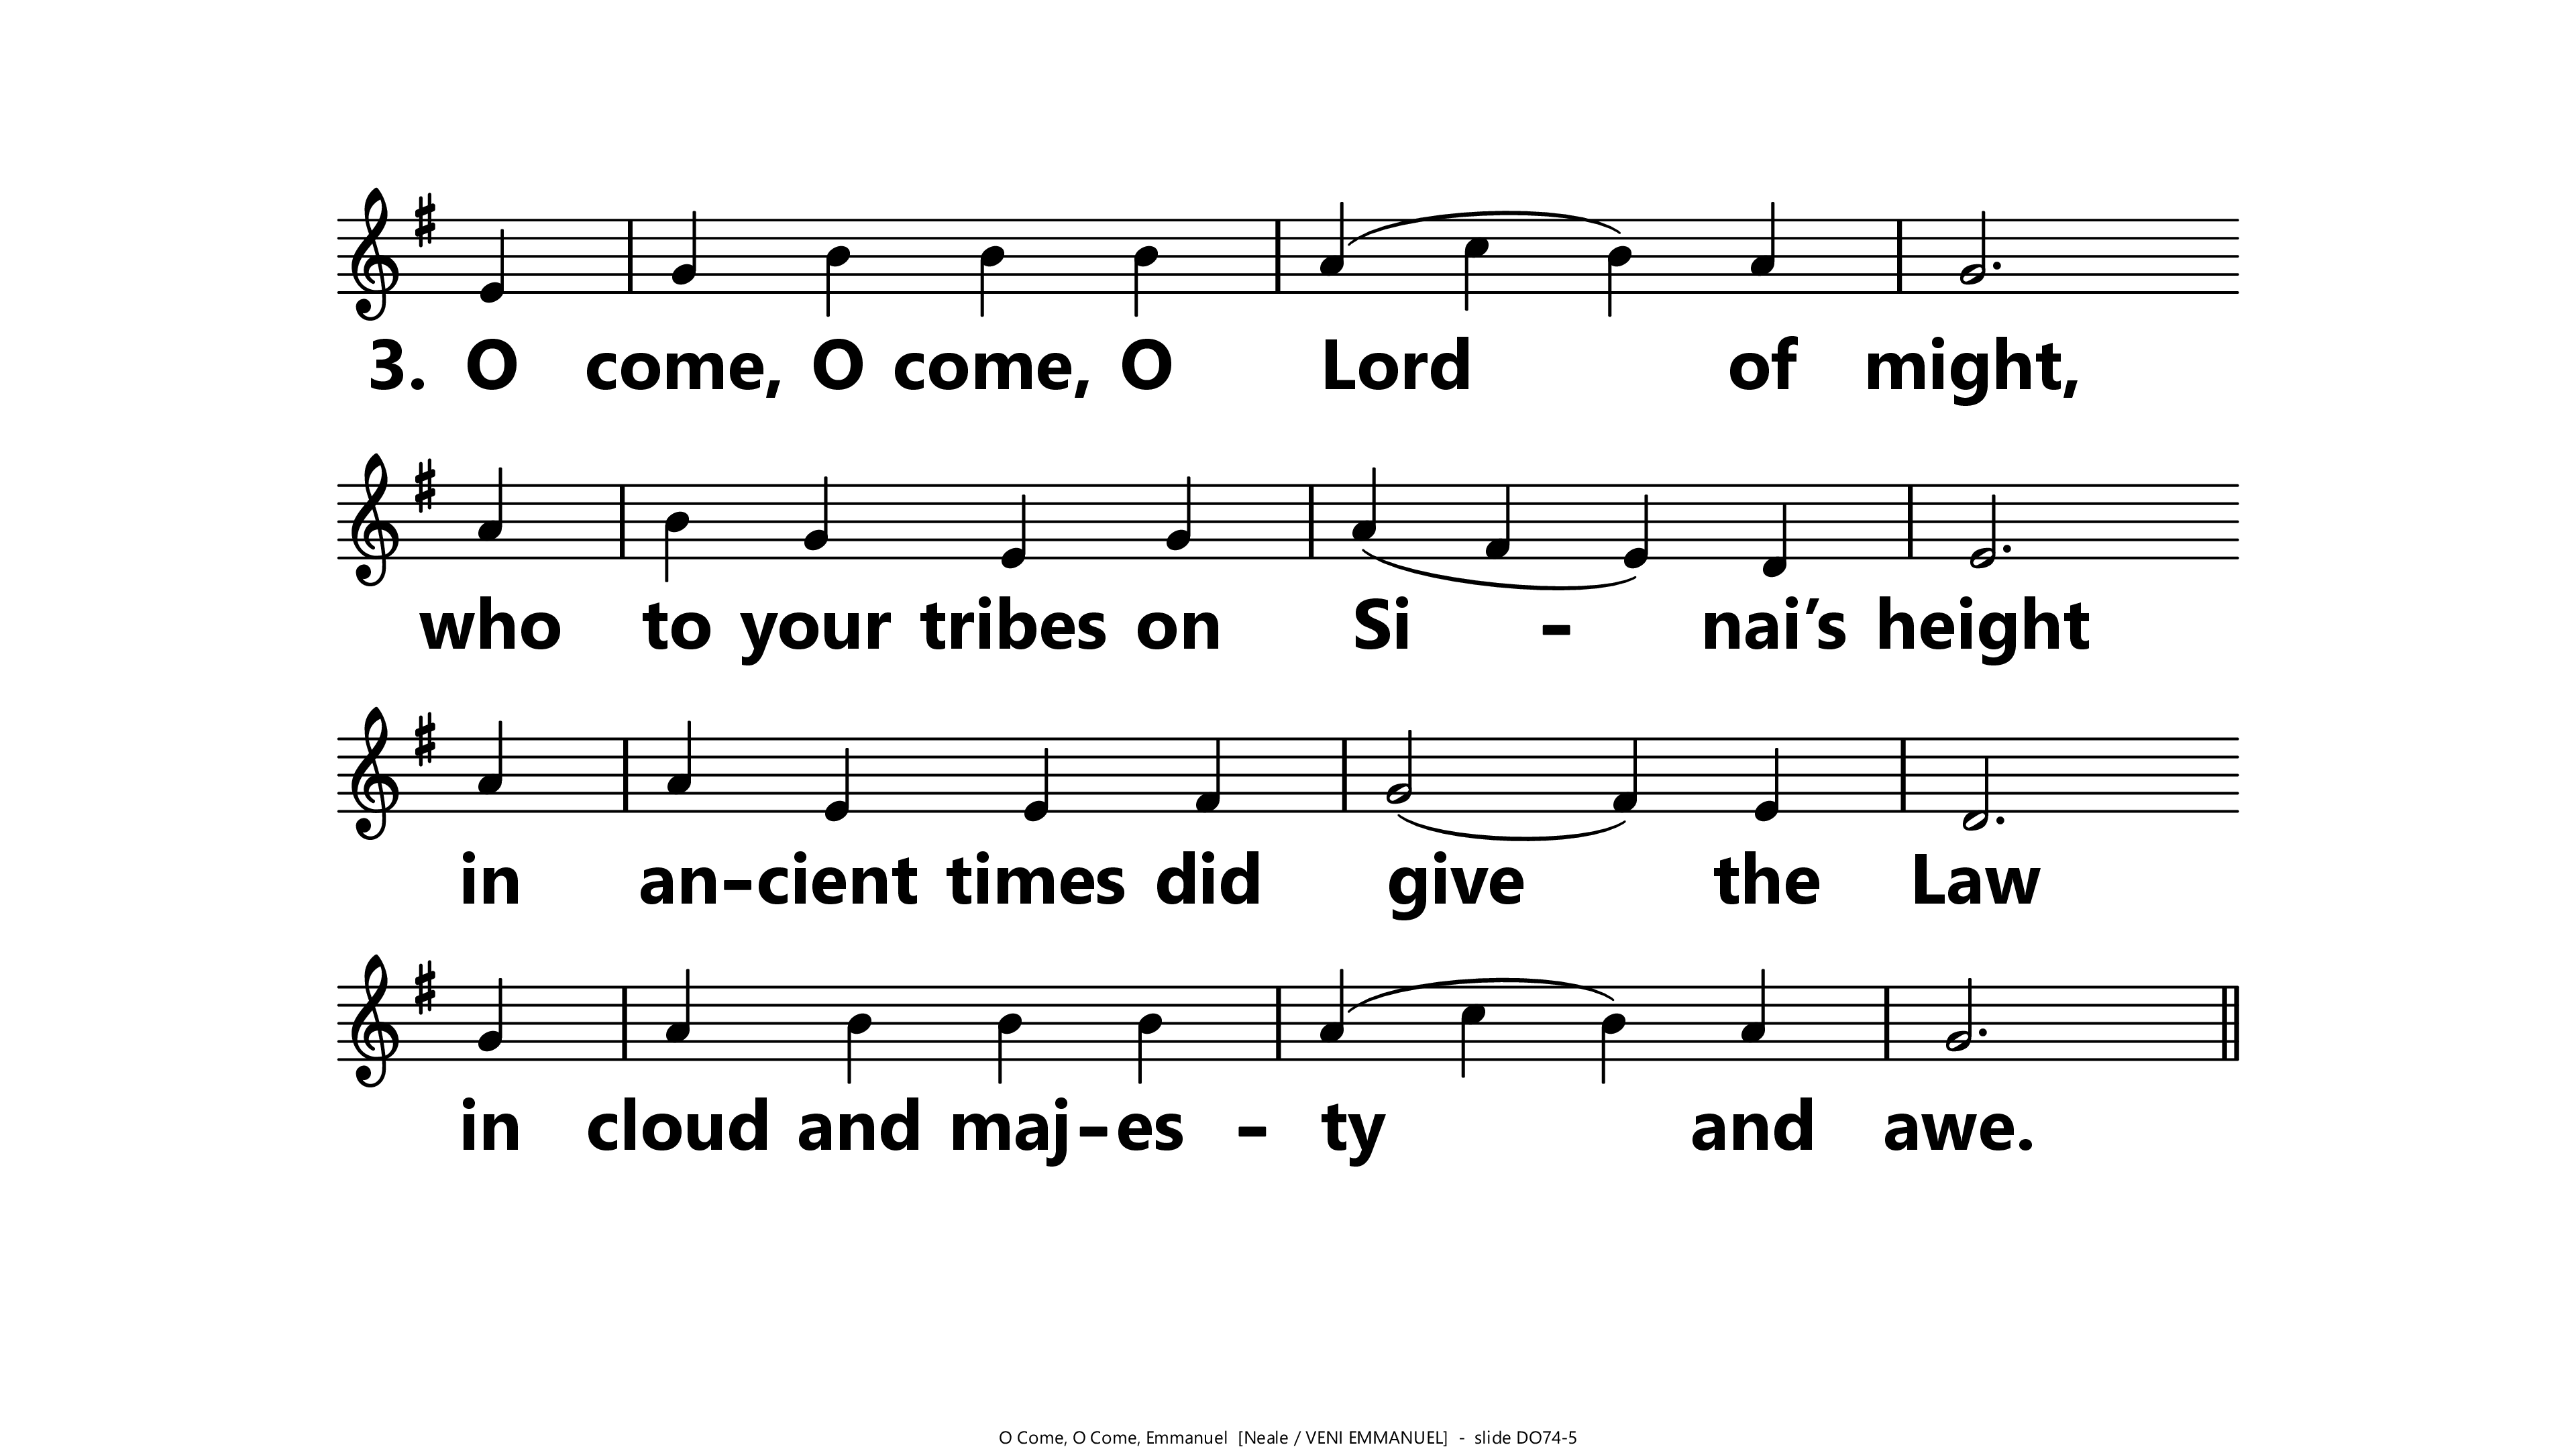 3. O come, O come, O Lord of might,
who to your tribes on Si - nai’s height
in an-cient times did give the Law
in cloud and maj-es - ty and awe.
O Come, O Come, Emmanuel [Neale / VENI EMMANUEL] - slide DO74-5